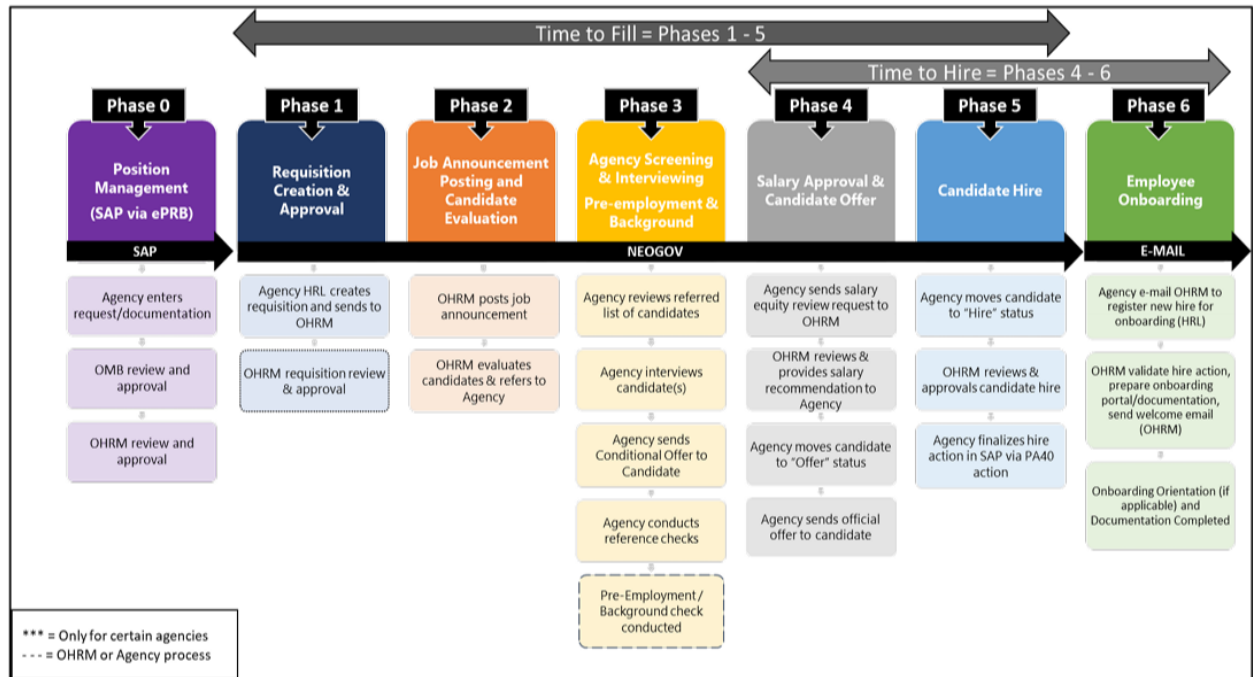 Time to Fill = Phases 1 - 5
Time to Hire = Phases 4 - 6
Phase 0
Phase 1
Phase 2
Phase 3
Phase 4
Phase 5
Phase 6
Position
Management
(SAP via ePRB)
Requisition
Creation &
Approval
Job Announcement
Posting and
Candidate
Evaluation
Agency Screening
& Interviewing
Pre-employment &
Background
Salary Approval &
Candidate Offer
Candidate Hire
Employee
Onboarding
SAP
NEOGOV
E-MAIL
Agency enters
request/documentation
OMB review and
approval
OHRM review and
approval
Agency HRL creates
requisition and sends to
OHRM
OHRM requisition review
& approval
OHRM posts job
announcement
OHRM evaluates
candidates & refers to
Agency
Agency reviews referred
list of candidates
Agency interviews
candidate(s)
Agency sends
Conditional Offer to
Candidate
Agency conducts
reference checks
Pre-Employment /
Background check
conducted
Agency sends salary
equity review request to
OHRM
OHRM reviews &
provides salary
recommendation to
Agency
Agency moves candidate
to "Offer" status
Agency sends official
offer to candidate
Agency moves candidate
to "Hire" status
OHRM reviews &
approvals candidate hire
Agency finalizes hire
action in SAP via PA40
action
Agency e-mail OHRM to
register new hire for
onboarding (HRL)
OHRM validate hire action,
prepare onboarding
portal/documentation,
send welcome email
(OHRM)
Onboarding Orientation (if
applicable) and
Documentation Completed
*** = Only for certain agencies
- - - = OHRM or Agency process